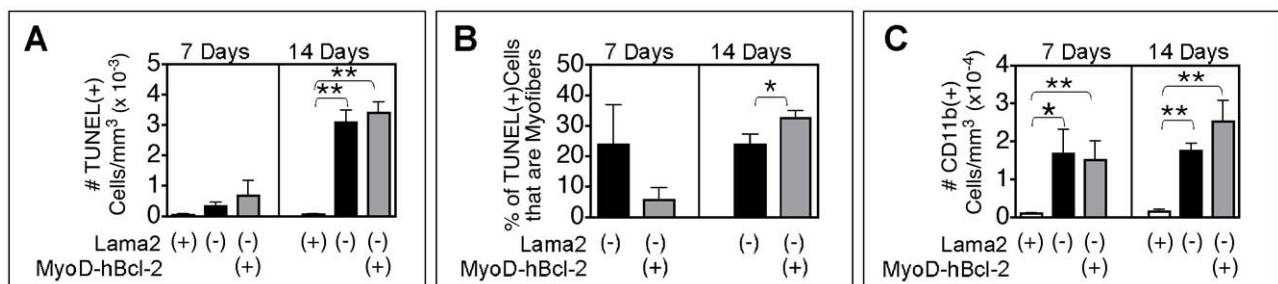 A
7 Days 14 Days
# TUNEL(+)
Cells/mm³ (x 10⁻³)
5
4
3
2
1
0
**
**
Lama2 (+) (-) (-) (+) (-) (-)
MyoD-hBcl-2 (+) (+)
B
7 Days 14 Days
% of TUNEL(+)Cells
that are Myofibers
50
40
30
20
10
0
*
Lama2 (-) (-) (-) (-)
MyoD-hBcl-2 (+) (+)
C
7 Days 14 Days
# CD11b(+)
Cells/mm³ (x 10⁻⁴)
4
3
2
1
0
**
*
**
**
Lama2 (+) (-) (-) (+) (-) (-)
MyoD-hBcl-2 (+) (+)